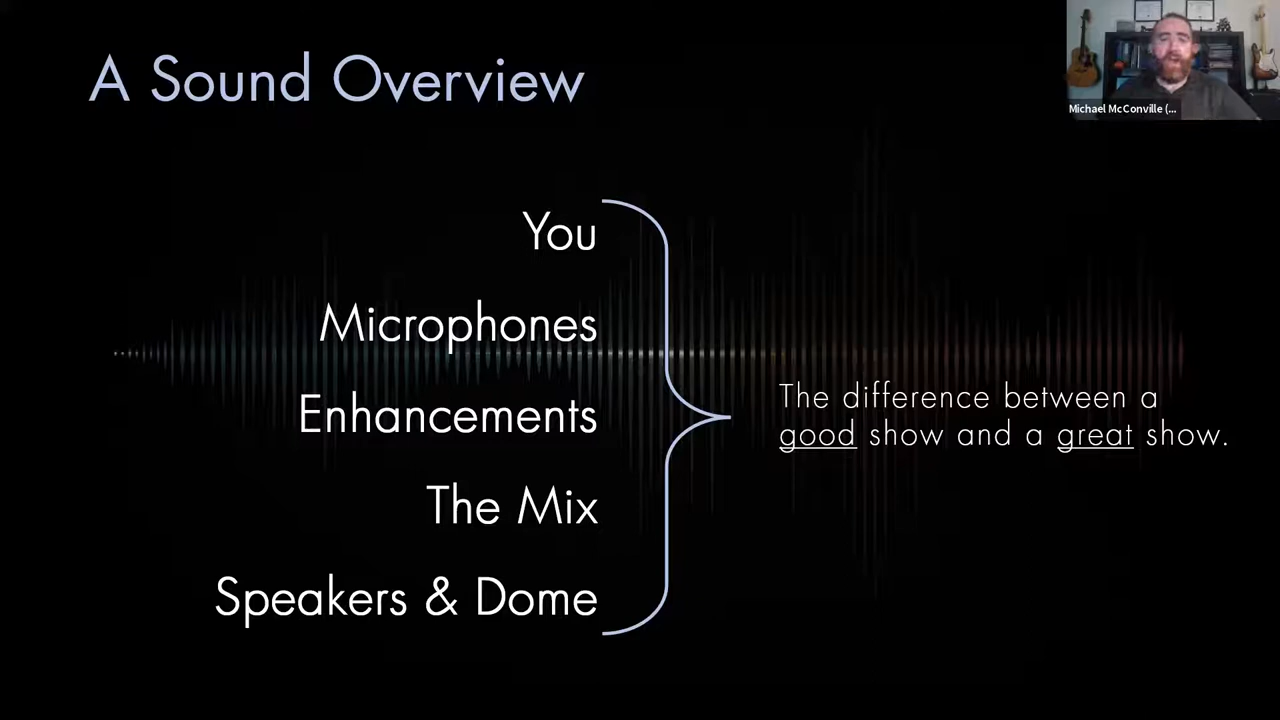 A Sound Overview
Michael McConville (...
You
Microphones
Enhancements
The Mix
Speakers & Dome
The difference between a
good show and a great show.